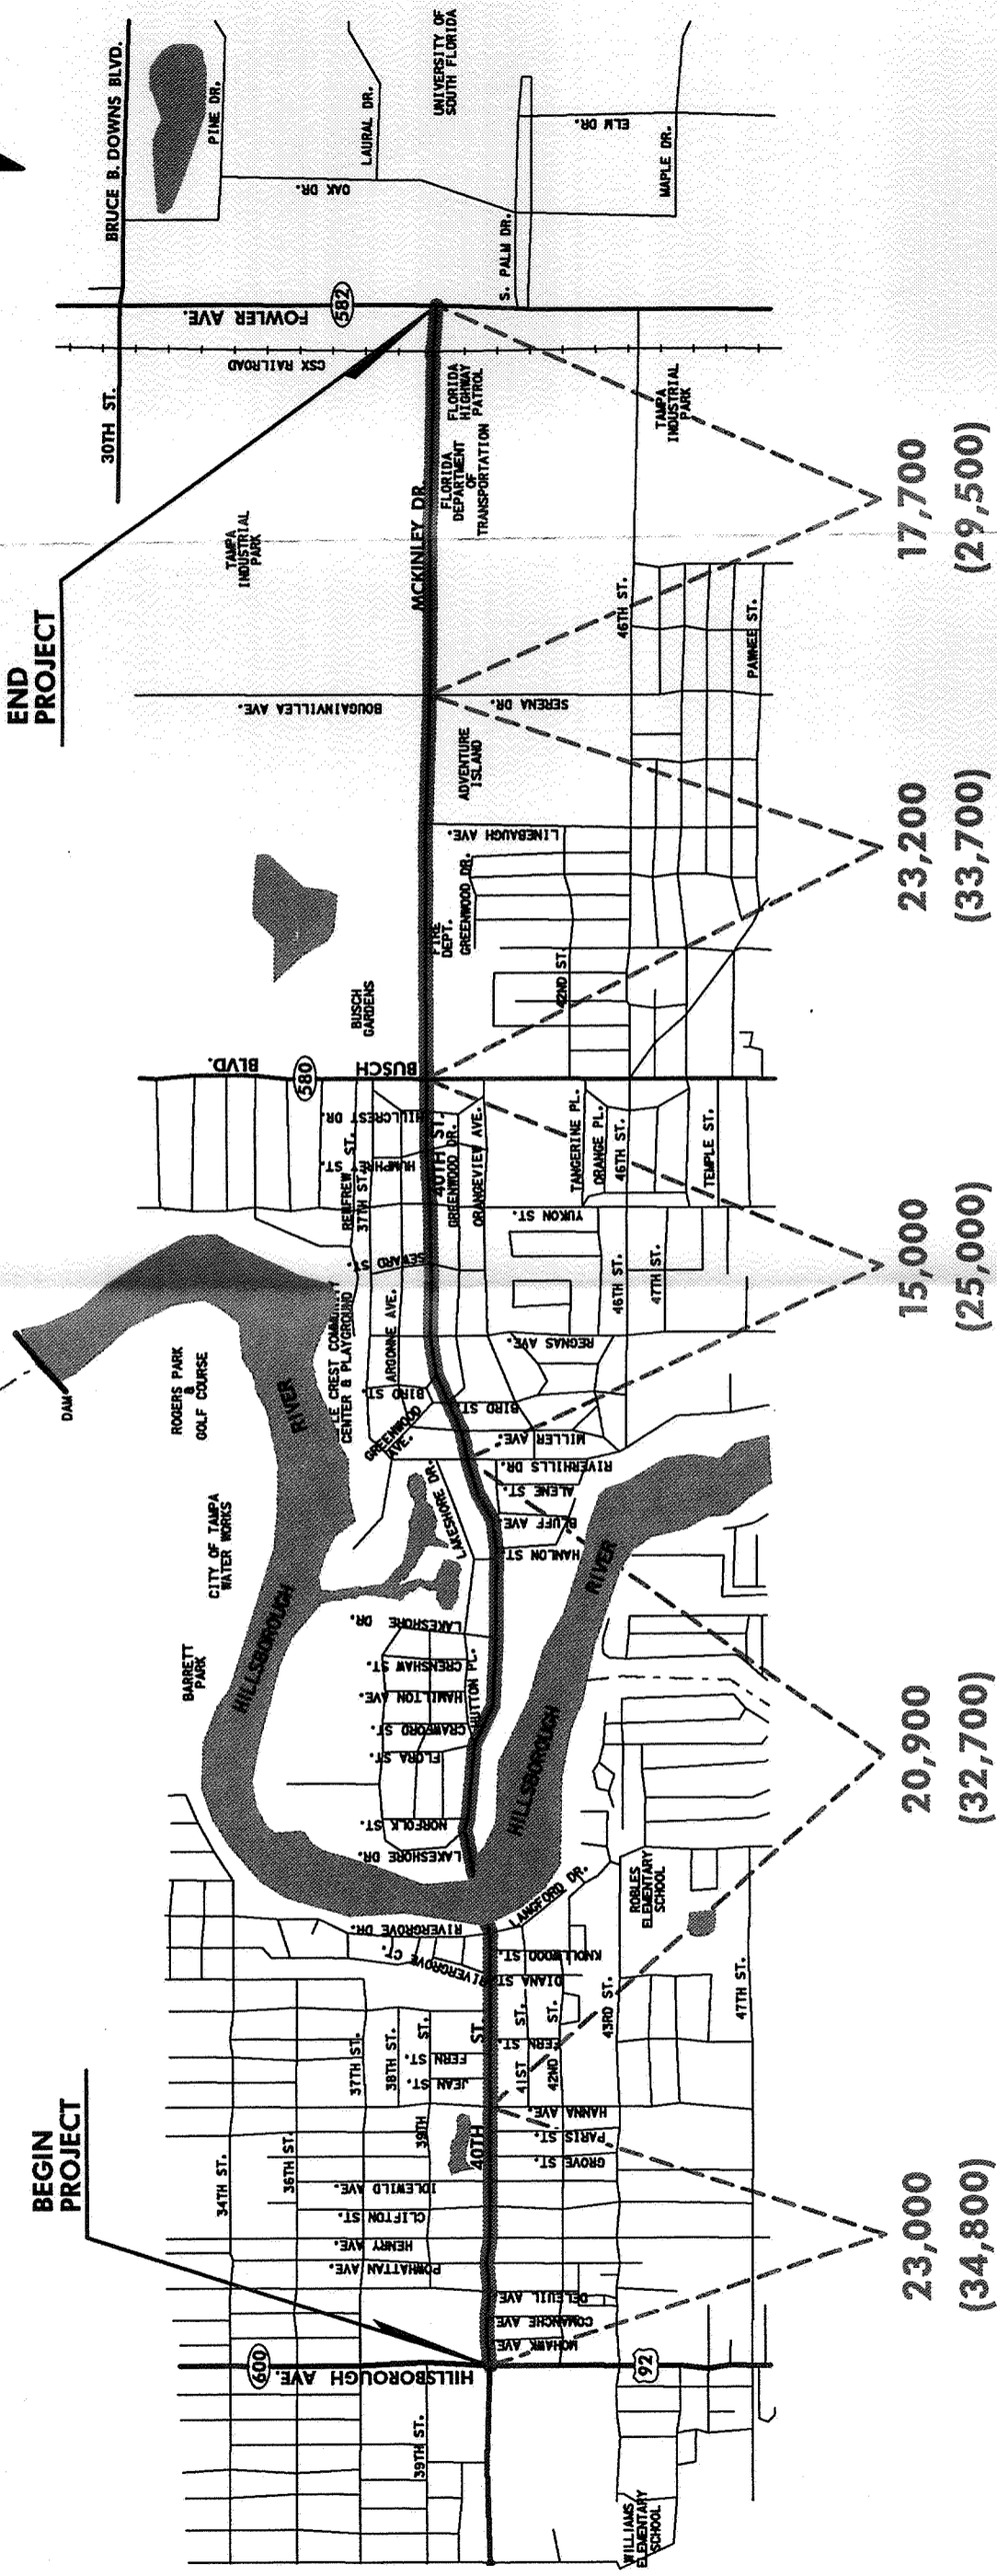 BRUCE B. DOWNS BLVD.
PINE DR.
LAURAL DR.
UNIVERSITY OF
SOUTH FLORIDA
OAK DR.
ELM DR.
MAPLE DR.
S. PALM DR.
FOWLER AVE.
582
CSX RAILROAD
30TH ST.
FLORIDA
HIGHWAY
PATROL
FLORIDA
DEPARTMENT
OF
TRANSPORTATION
TAMPA
INDUSTRIAL
PARK
TAMPA
INDUSTRIAL
PARK
MCKINLEY DR.
END
PROJECT
46TH ST.
PAWNEE ST.
BOUGAINVILLEA AVE.
SERENA DR.
ADVENTURE
ISLAND
LINEBAUGH AVE.
GREENWOOD DR.
FIRE
DEPT.
42ND ST.
BUSCH
GARDENS
BUSCH
BLVD.
580
HILLCREST DR.
HUMPHREY ST.
RENFREW ST.
37TH ST.
40TH ST.
GREENWOOD DR.
ORANGEVIEW AVE.
TANGERINE PL.
ORANGE PL.
46TH ST.
TEMPLE ST.
YUKON ST.
SEWARD ST.
46TH ST.
47TH ST.
ARGONNE AVE.
REGNAS AVE.
BIRD ST.
BIRD ST.
LE CREST COMMUNITY
CENTER & PLAYGROUND
GREENWOOD
AVE.
MILLER AVE.
RIVERHILLS DR.
ALENE ST.
BLUFF AVE.
HANLON ST.
LAKESHORE DR.
DAM
ROGERS PARK
&
GOLF COURSE
RIVER
CITY OF TAMPA
WATER WORKS
HILLSBOROUGH
BARRETT
PARK
RIVER
HILLSBOROUGH
LAKESHORE DR.
CRENSHAW ST.
HAMILTON AVE.
CRAWFORD ST.
FLORA ST.
HUTTON PL.
NORFOLK ST.
LAKESHORE DR.
LANGFORD DR.
ROBLES
ELEMENTARY
SCHOOL
RIVERGROVE DR.
RIVERGROVE CT.
KNOLLWOOD ST.
DIANA ST.
FERN ST.
FERN ST.
JEAN ST.
37TH ST.
38TH ST.
39TH ST.
40TH ST.
41ST ST.
42ND ST.
43RD ST.
47TH ST.
HANNA AVE.
PARIS ST.
GROVE ST.
34TH ST.
36TH ST.
IDLEWILD AVE.
CLIFTON ST.
HENRY AVE.
POWHATTAN AVE.
DELEUIL AVE
COMANCHE AVE
MOHAWK AVE
BEGIN
PROJECT
HILLSBOROUGH AVE.
600
92
39TH ST.
WILLIAMS
ELEMENTARY
SCHOOL
23,000
(34,800)
20,900
(32,700)
15,000
(25,000)
23,200
(33,700)
17,700
(29,500)